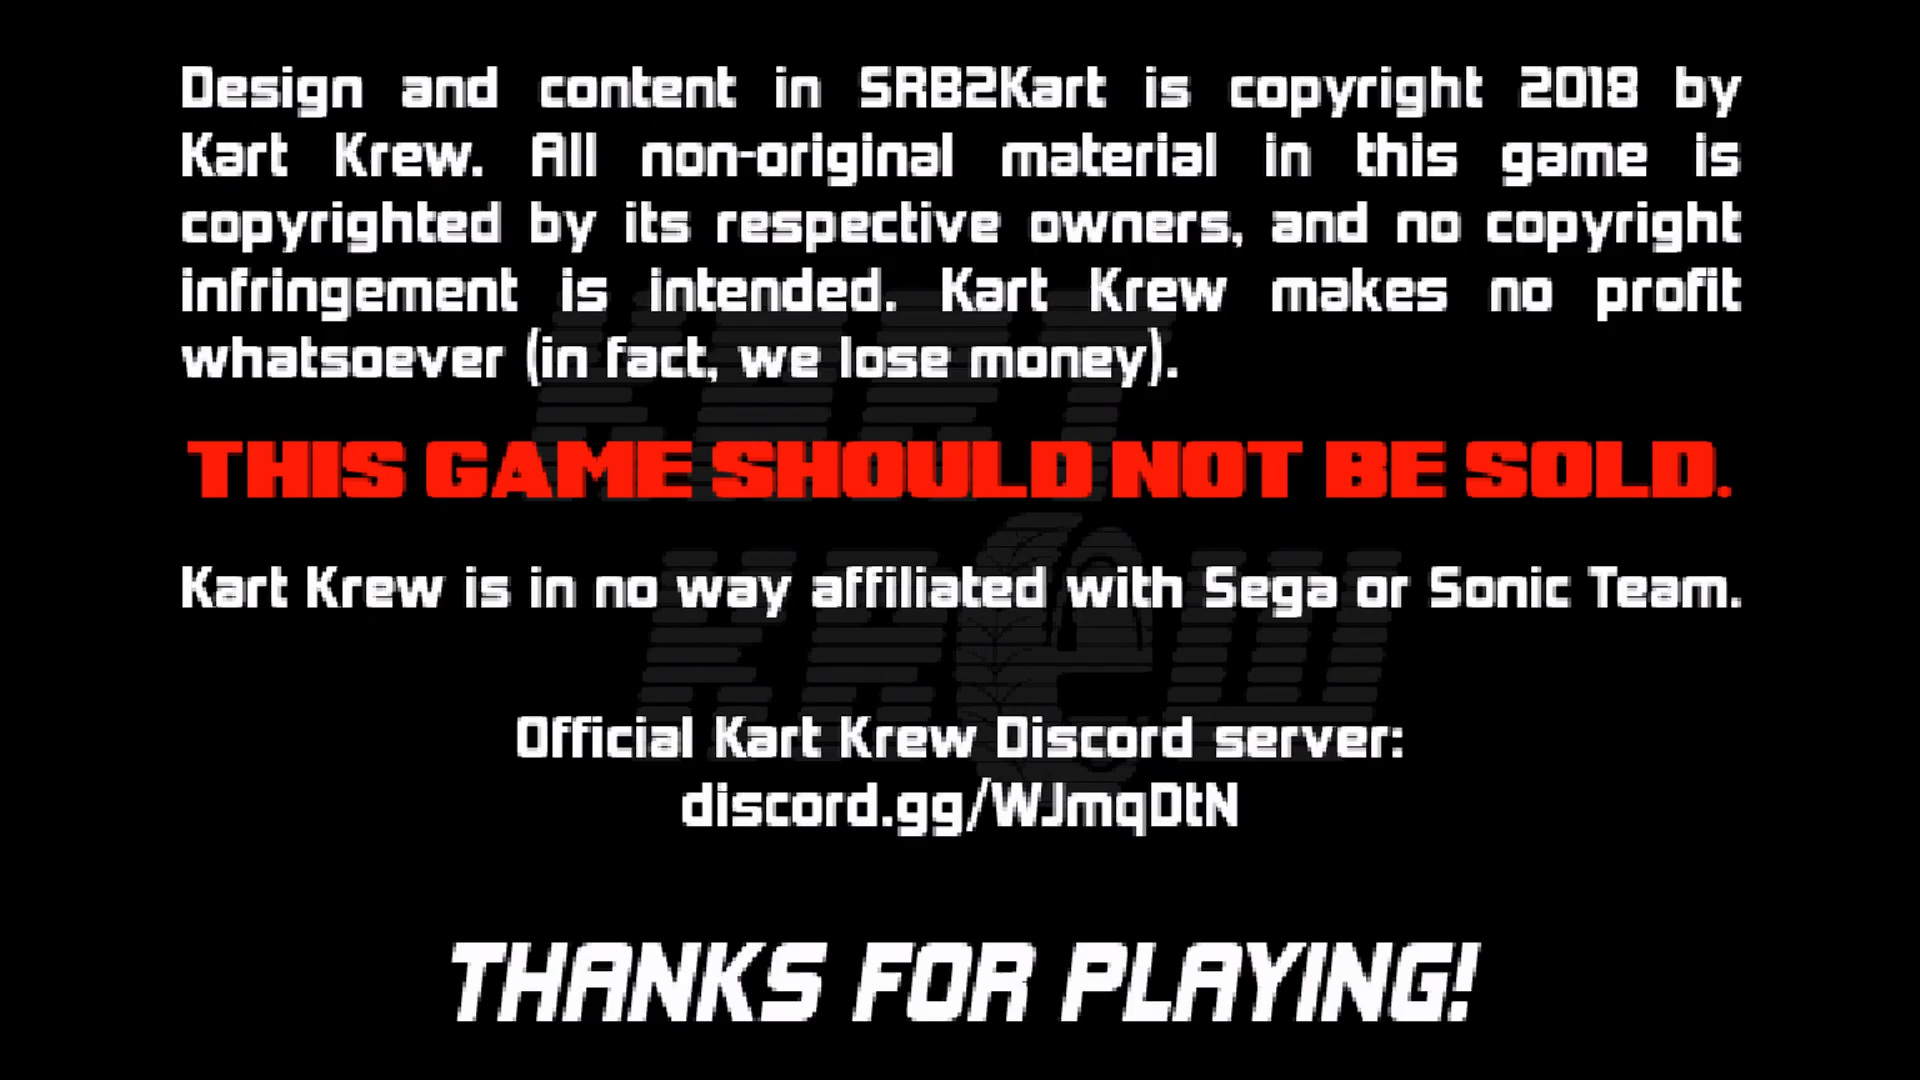 Design and content in SRB2Kart is copyright 2018 by
Kart Krew. All non-original material in this game is
copyrighted by its respective owners, and no copyright
infringement is intended. Kart Krew makes no profit
whatsoever (in fact, we lose money).
THIS GAME SHOULD NOT BE SOLD.
Kart Krew is in no way affiliated with Sega or Sonic Team.
Official Kart Krew Discord server:
discord.gg/WJmqDtN
THANKS FOR PLAYING!
KART
KREW